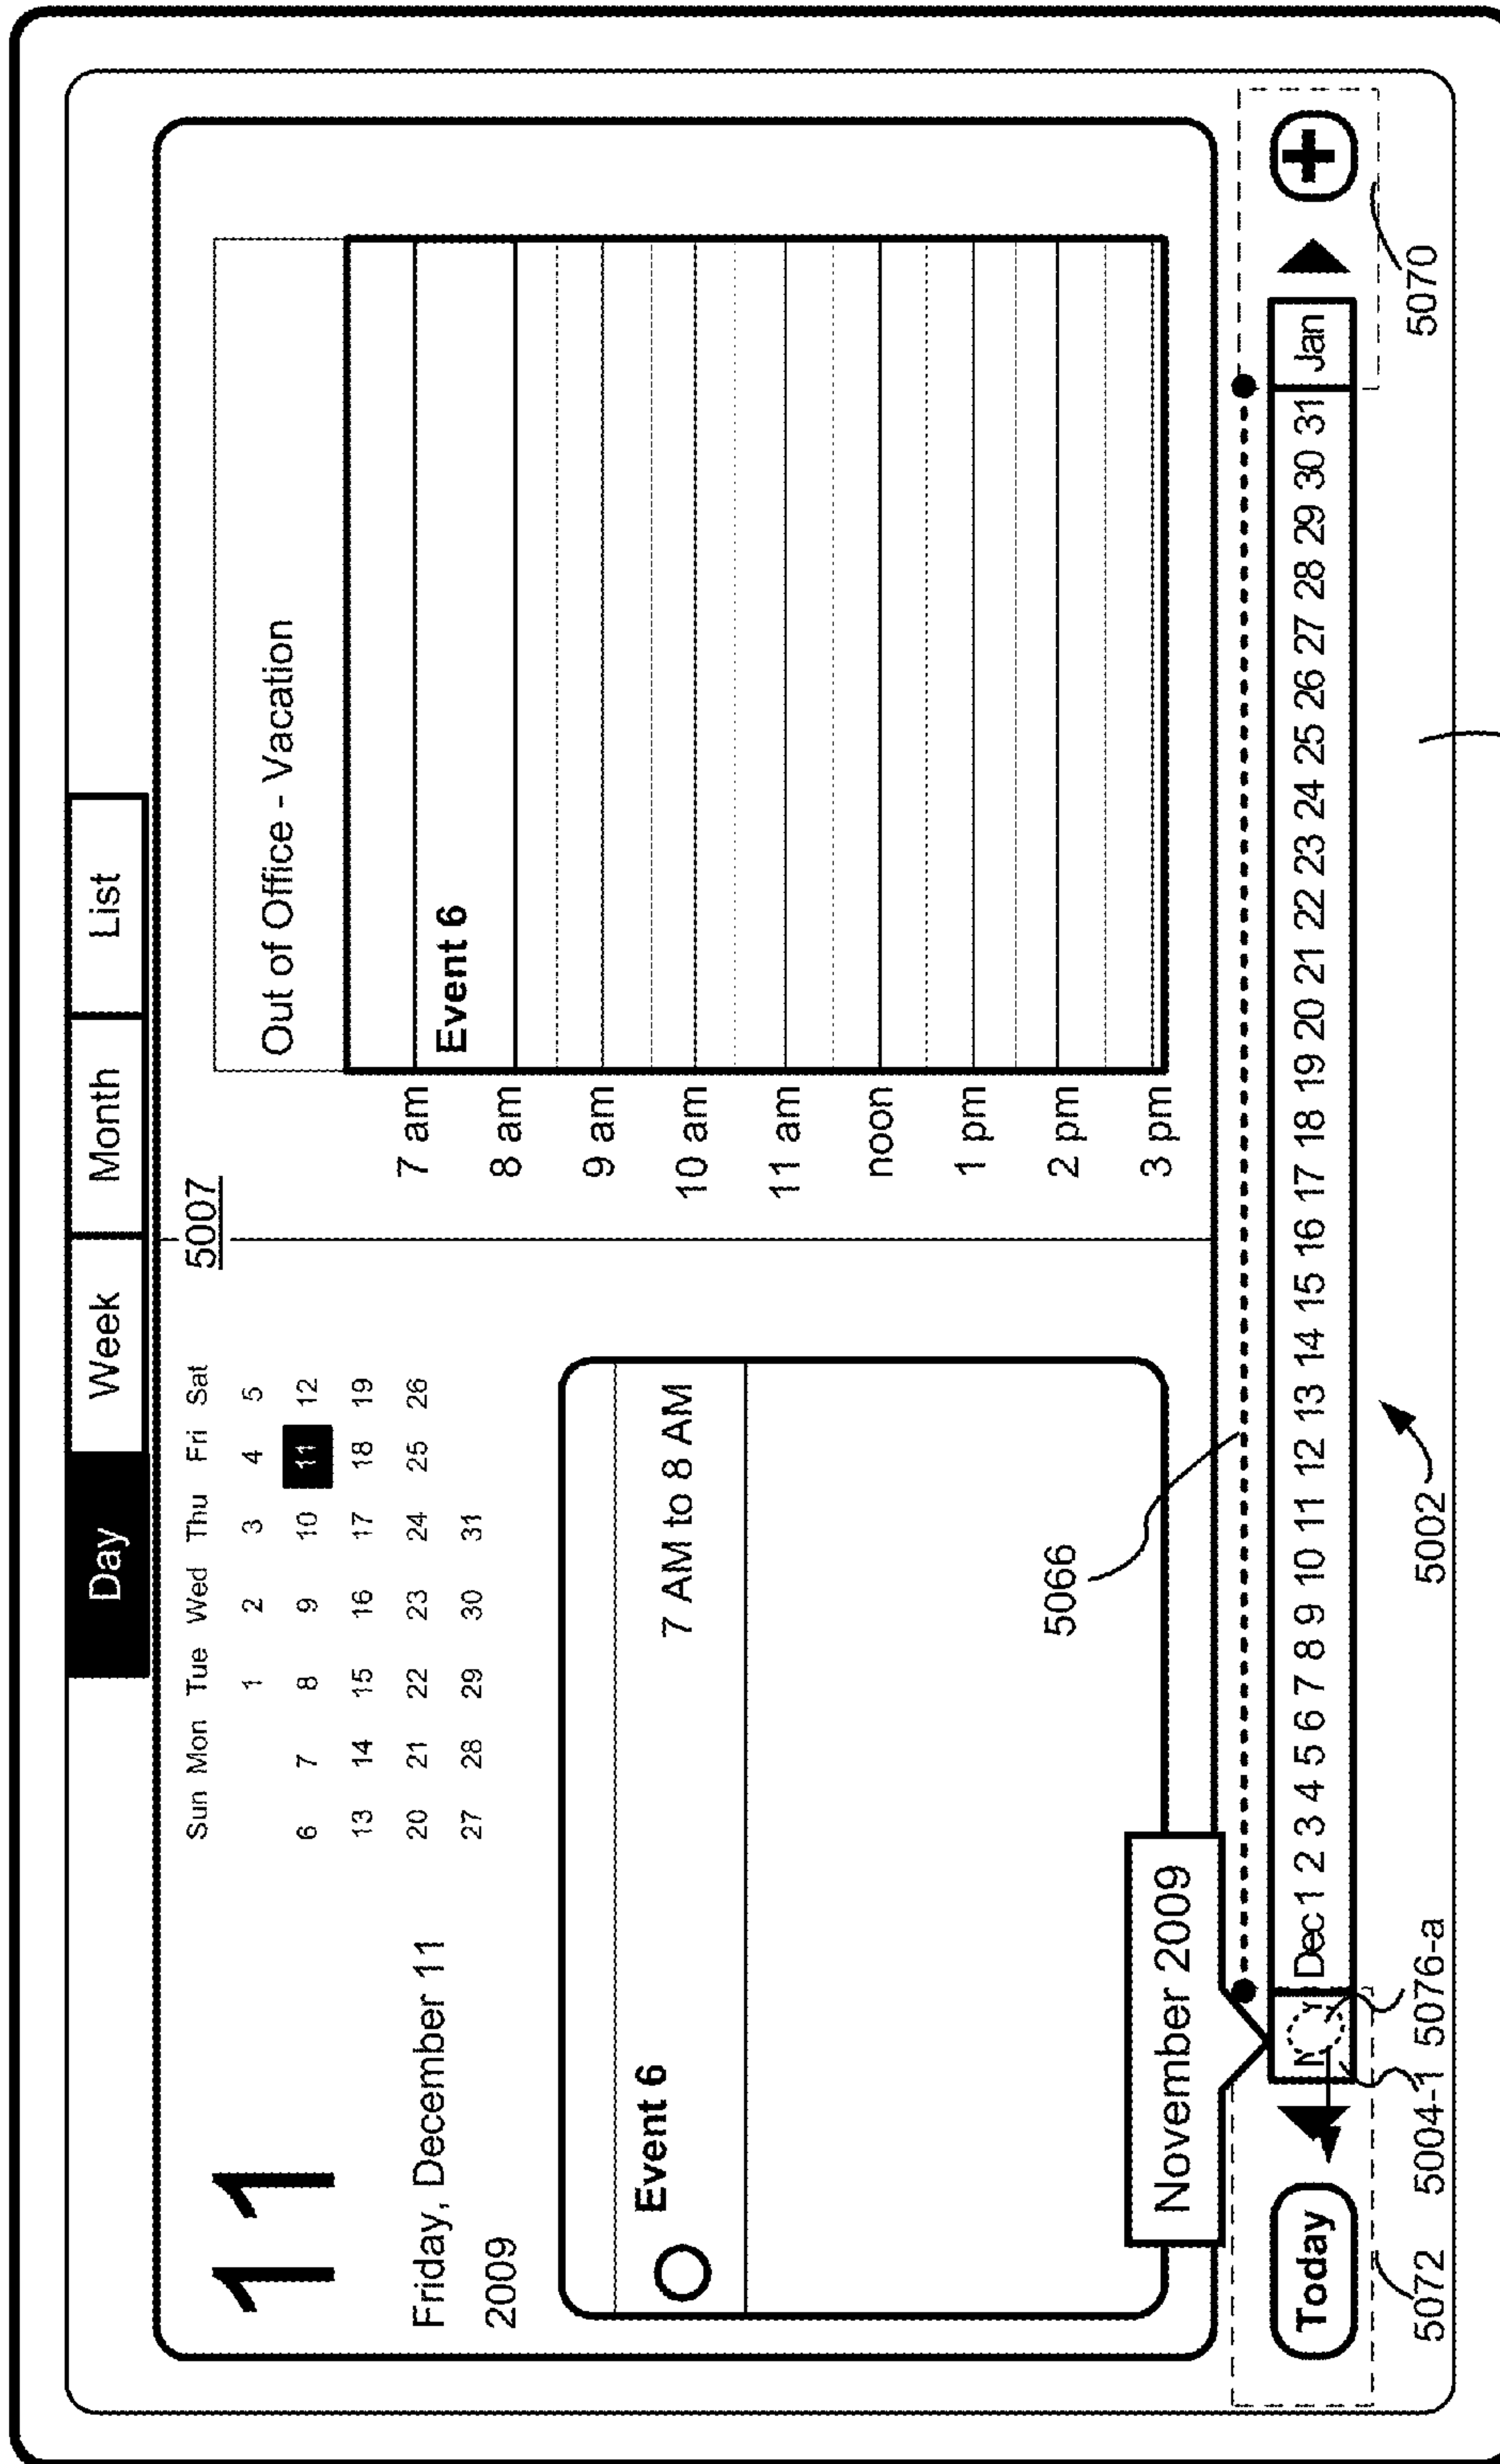 Day Week Month List
11
Friday, December 11
2009
Sun Mon Tue Wed Thu Fri Sat
1 2 3 4 5
6 7 8 9 10 11 12
13 14 15 16 17 18 19
20 21 22 23 24 25 26
27 28 29 30 31
Event 6
7 AM to 8 AM
5007
Out of Office - Vacation
7 am
Event 6
8 am
9 am
10 am
11 am
noon
1 pm
2 pm
3 pm
5066
November 2009
Today
Dec 1 2 3 4 5 6 7 8 9 10 11 12 13 14 15 16 17 18 19 20 21 22 23 24 25 26 27 28 29 30 31 Jan
5072 5004-1 5076-a 5002 5070